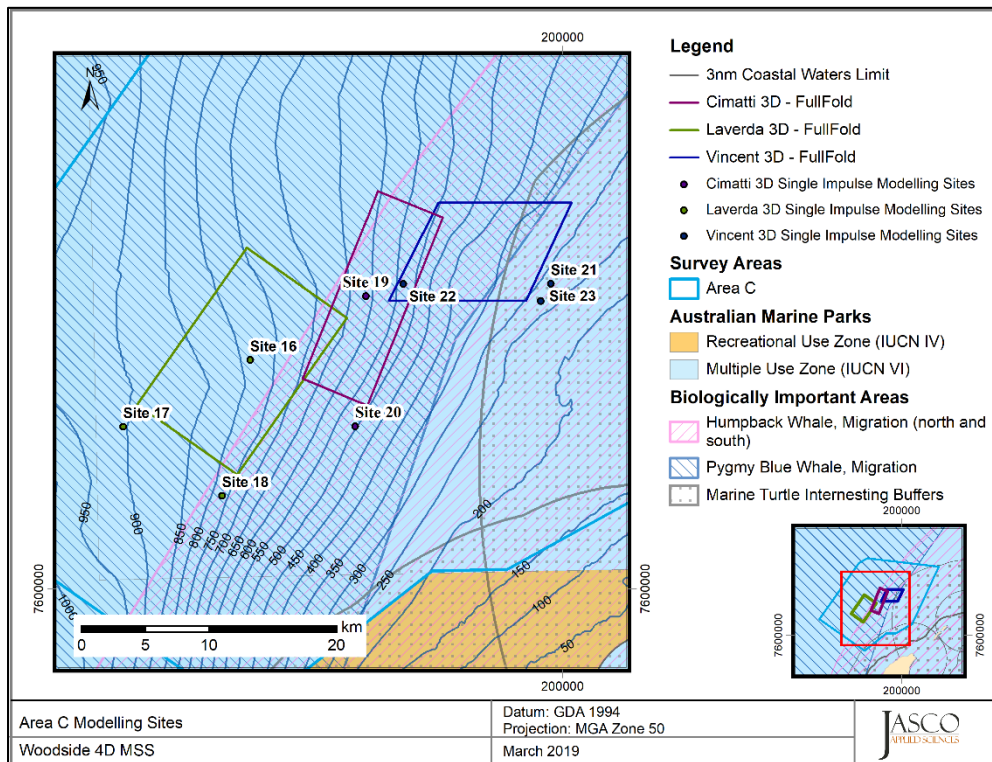 200000
N
950
7600000
Site 19
Site 22
Site 21
Site 23
Site 16
Site 17
Site 20
Site 18
950
900
850
800
750
700
650
600
550
500
450
400
350
300
250
200
150
100
50
1000
km
0 5 10 20
7600000
200000
Legend
3nm Coastal Waters Limit
Cimatti 3D - FullFold
Laverda 3D - FullFold
Vincent 3D - FullFold
Cimatti 3D Single Impulse Modelling Sites
Laverda 3D Single Impulse Modelling Sites
Vincent 3D Single Impulse Modelling Sites
Survey Areas
Area C
Australian Marine Parks
Recreational Use Zone (IUCN IV)
Multiple Use Zone (IUCN VI)
Biologically Important Areas
Humpback Whale, Migration (north and
south)
Pygmy Blue Whale, Migration
Marine Turtle Internesting Buffers
200000
7600000
7600000
200000
Area C Modelling Sites
Woodside 4D MSS
Datum: GDA 1994
Projection: MGA Zone 50
March 2019
JASCO
APPLIED SCIENCES